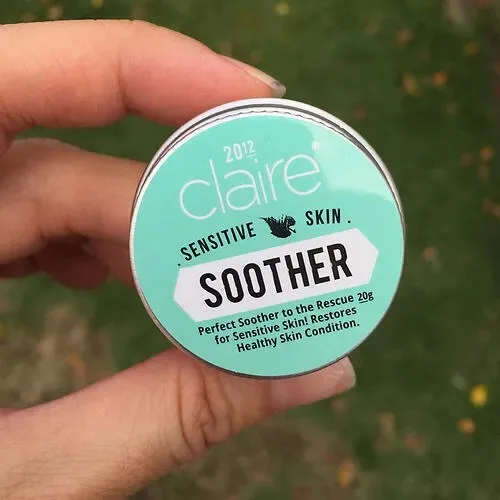 2012
claire®
. SENSITIVE SKIN .
SOOTHER
Perfect Soother to the Rescue 20g
for Sensitive Skin! Restores
Healthy Skin Condition.